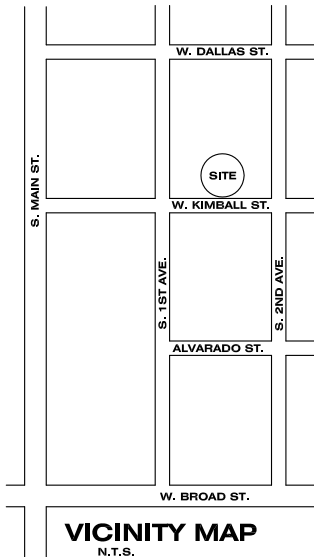 W. DALLAS ST.
SITE
W. KIMBALL ST.
S. MAIN ST.
S. 1ST AVE.
S. 2ND AVE.
ALVARADO ST.
W. BROAD ST.
VICINITY MAP
N.T.S.